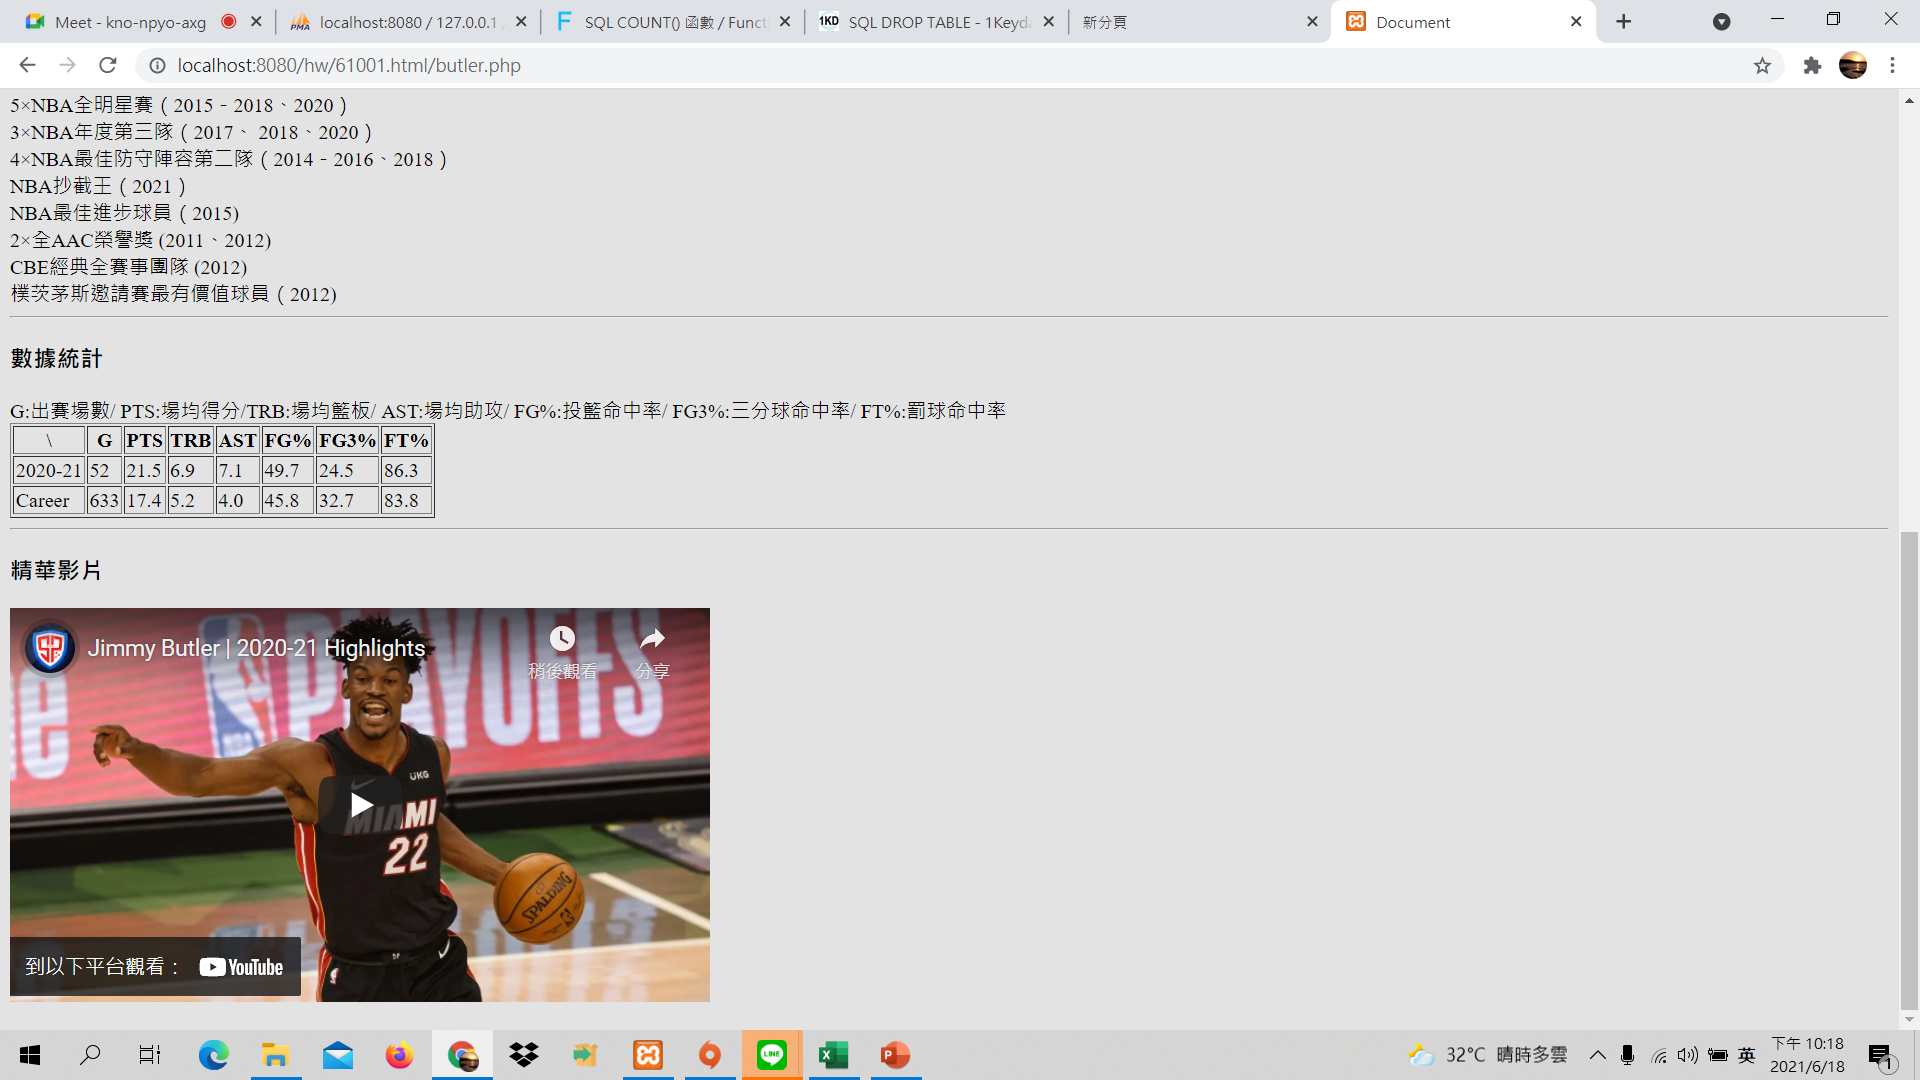 Meet - kno-npyo-axg
localhost:8080 / 127.0.0.1 /
SQL COUNT() 函數 / Funct
SQL DROP TABLE - 1Keyda
新分頁
Document
localhost:8080/hw/61001.html/butler.php
5×NBA全明星賽（2015－2018、2020）
3×NBA年度第三隊（2017、 2018、2020）
4×NBA最佳防守陣容第二隊（2014－2016、2018）
NBA抄截王（2021）
NBA最佳進步球員（2015)
2×全AAC榮譽獎 (2011、2012)
CBE經典全賽事團隊 (2012)
樸茨茅斯邀請賽最有價值球員（2012)
數據統計
G:出賽場數/ PTS:場均得分/TRB:場均籃板/ AST:場均助攻/ FG%:投籃命中率/ FG3%:三分球命中率/ FT%:罰球命中率
\ G PTS TRB AST FG% FG3% FT%
2020-21 52 21.5 6.9 7.1 49.7 24.5 86.3
Career 633 17.4 5.2 4.0 45.8 32.7 83.8
精華影片
Jimmy Butler | 2020-21 Highlights
稍後觀看
分享
PLAYOFFS
NBA
UKG
MIAMI
22
SPALDING
到以下平台觀看：
YouTube
LINE
32°C 晴時多雲
英
下午 10:18
2021/6/18
1